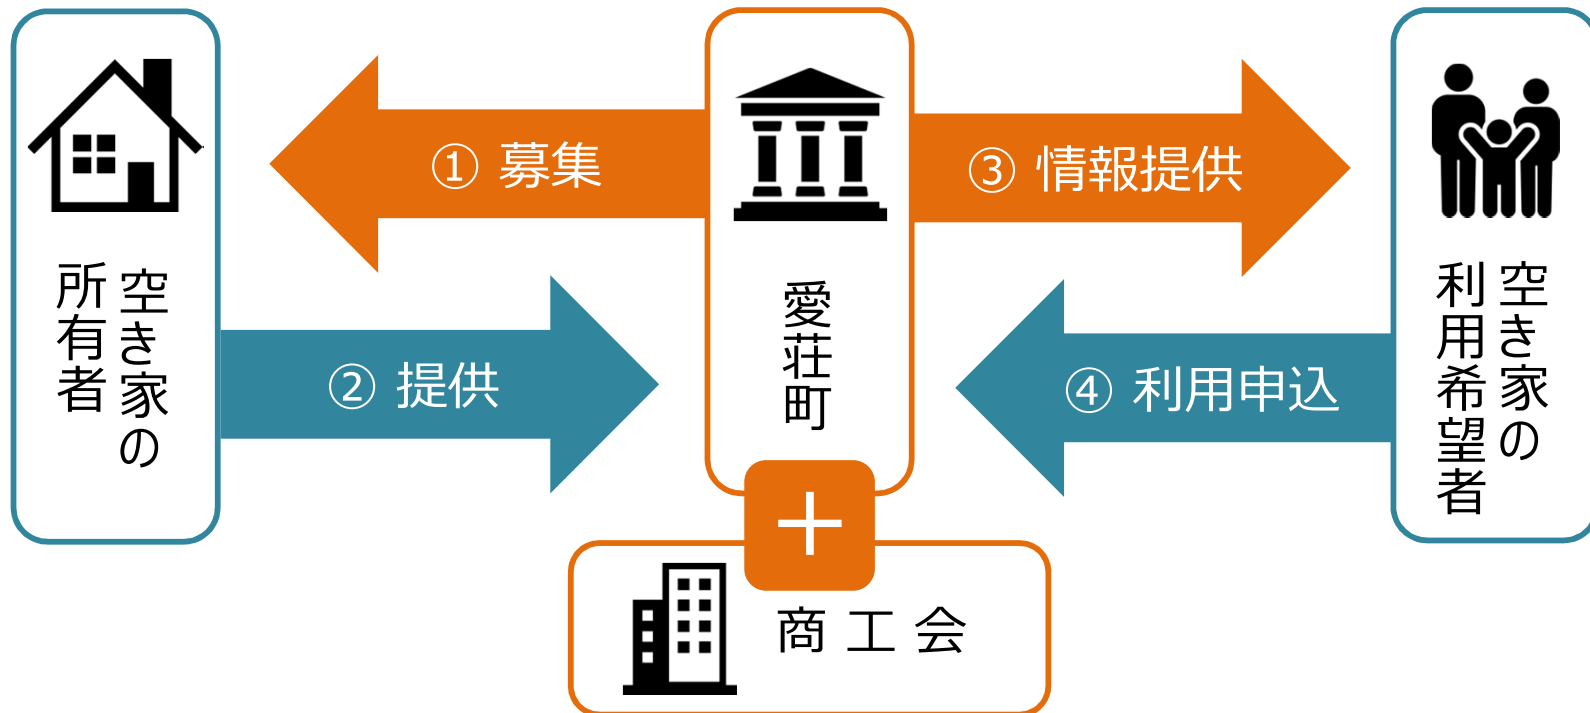 空き家の
所有者
① 募集
② 提供
愛荘町
＋
商工会
③ 情報提供
④ 利用申込
空き家の
利用希望者